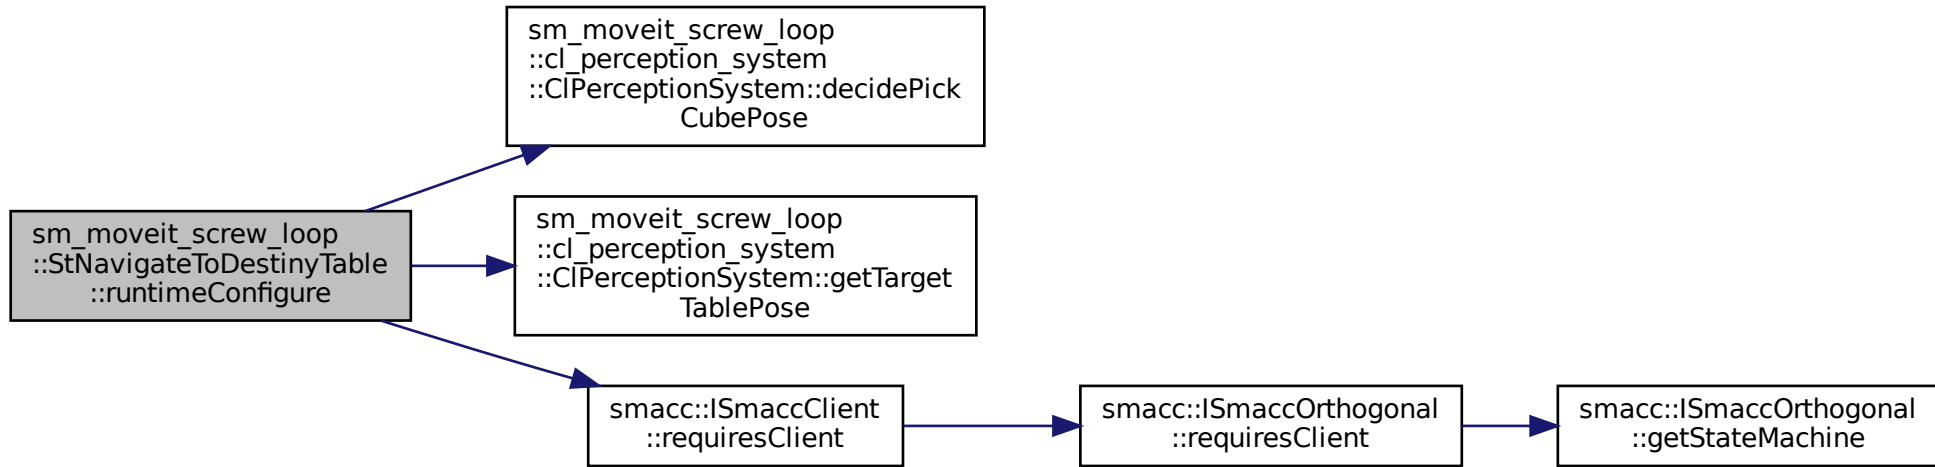 sm_moveit_screw_loop
::StNavigateToDestinyTable
::runtimeConfigure
sm_moveit_screw_loop
::cl_perception_system
::ClPerceptionSystem::decidePick
CubePose
sm_moveit_screw_loop
::cl_perception_system
::ClPerceptionSystem::getTarget
TablePose
smacc::ISmaccClient
::requiresClient
smacc::ISmaccOrthogonal
::requiresClient
smacc::ISmaccOrthogonal
::getStateMachine